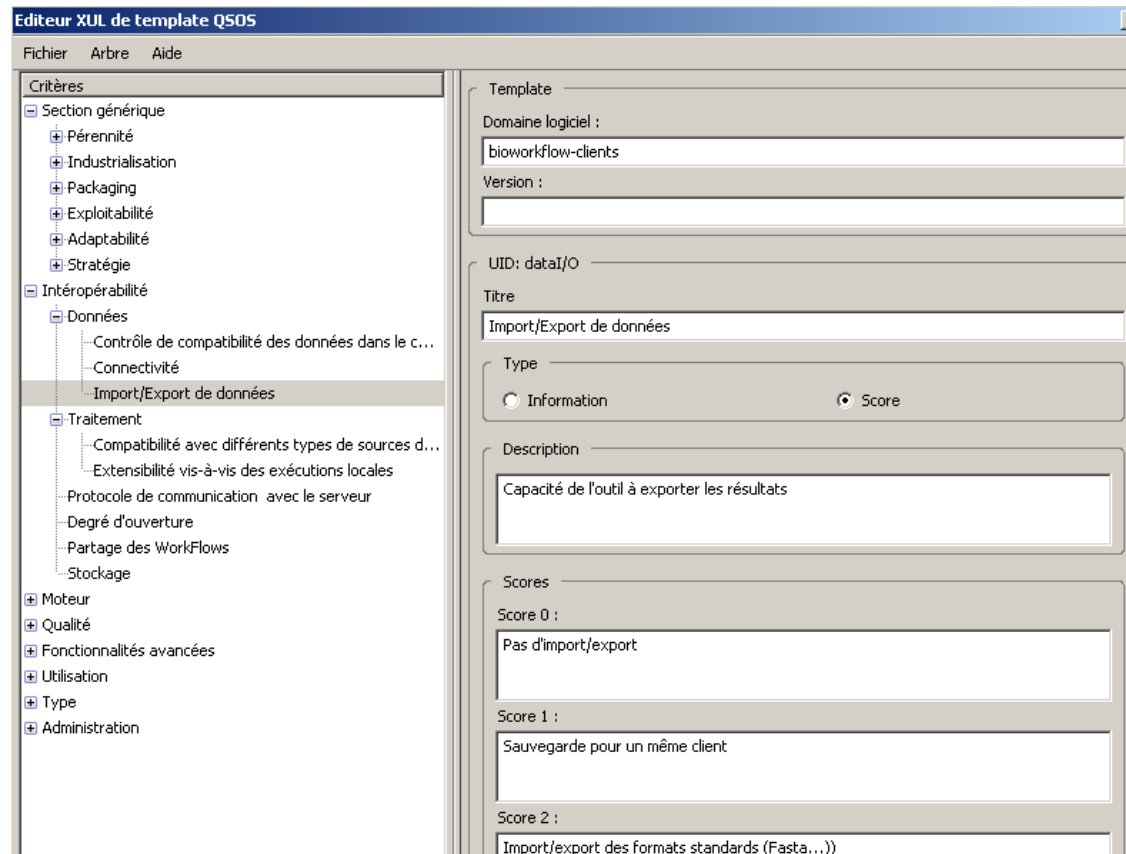 Editeur XUL de template QSOS
Fichier Arbre Aide
Critères
Section générique
Pérennité
Industrialisation
Packaging
Exploitabilité
Adaptabilité
Stratégie
Intéropérabilité
Données
Contrôle de compatibilité des données dans le c...
Connectivité
Import/Export de données
Traitement
Compatibilité avec différents types de sources d...
Extensibilité vis-à-vis des exécutions locales
Protocole de communication avec le serveur
Degré d'ouverture
Partage des WorkFlows
Stockage
Moteur
Qualité
Fonctionnalités avancées
Utilisation
Type
Administration
Template
Domaine logiciel :
bioworkflow-clients
Version :
UID: dataI/O
Titre
Import/Export de données
Type
Information Score
Description
Capacité de l'outil à exporter les résultats
Scores
Score 0 :
Pas d'import/export
Score 1 :
Sauvegarde pour un même client
Score 2 :
Import/export des formats standards (Fasta...))